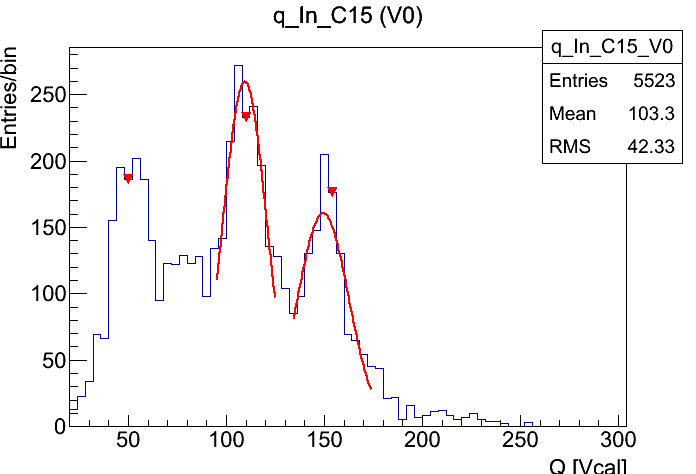 q_In_C15 (V0)
q_In_C15_V0
Entries 5523
Mean 103.3
RMS 42.33
Entries/bin
250
200
150
100
50
0
50 100 150 200 250 300
Q [Vcal]